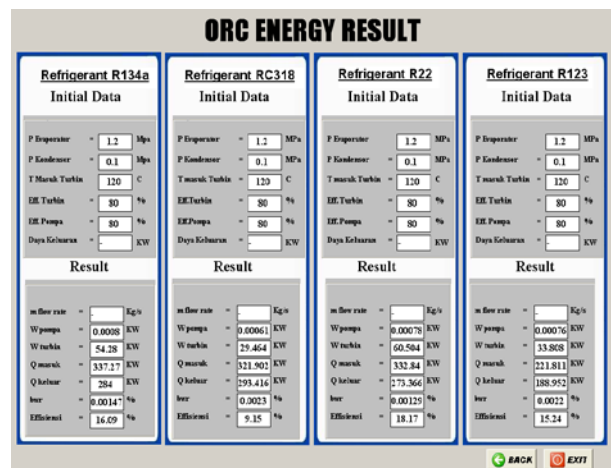 ORC ENERGY RESULT
Refrigerant R134a
Initial Data
P Evaporator = 1.2 Mpa
P Kondensor = 0.1 Mpa
T Masuk Turbin = 120 C
Eff. Turbin = 80 %
Eff. Pompa = 80 %
Daya Keluaran = - KW
Result
m flow rate = - Kg/s
W pompa = 0.0008 KW
W turbin = 54.28 KW
Q masuk = 337.27 KW
Q keluar = 284 KW
bwr = 0.00147 %
Effisiensi = 16.09 %
Refrigerant RC318
Initial Data
P Evaporator = 1.2 MPa
P Kondensor = 0.1 MPa
T masuk Turbin = 120 C
Eff.Turbin = 80 %
Eff.Pompa = 80 %
Daya Keluaran = - KW
Result
m flow rate = - Kg/s
W pompa = 0.00061 KW
W turbin = 29.464 KW
Q masuk = 321.902 KW
Q keluar = 293.416 KW
bwr = 0.0023 %
Effisiensi = 9.15 %
Refrigerant R22
Initial Data
P Evaporator = 1.2 MPa
P Kondensor = 0.1 MPa
T masuk Turbin = 120 C
Eff. Turbin = 80 %
Eff. Pompa = 80 %
Daya Keluaran = - KW
Result
m flow rate = - Kg/s
W pompa = 0.00078 KW
W turbin = 60.504 KW
Q masuk = 332.84 KW
Q keluar = 273.366 KW
bwr = 0.00129 %
Effisiensi = 18.17 %
Refrigerant R123
Initial Data
P Evaporator = 1.2 MPa
P Kondensor = 0.1 MPa
T masuk Turbin = 120 C
Eff. Turbin = 80 %
Eff. Pompa = 80 %
Daya Keluaran = - KW
Result
m flow rate = - Kg/s
W pompa = 0.00076 KW
W turbin = 33.808 KW
Q masuk = 221.811 KW
Q keluar = 188.952 KW
bwr = 0.0022 %
Effisiensi = 15.24 %
BACK EXIT